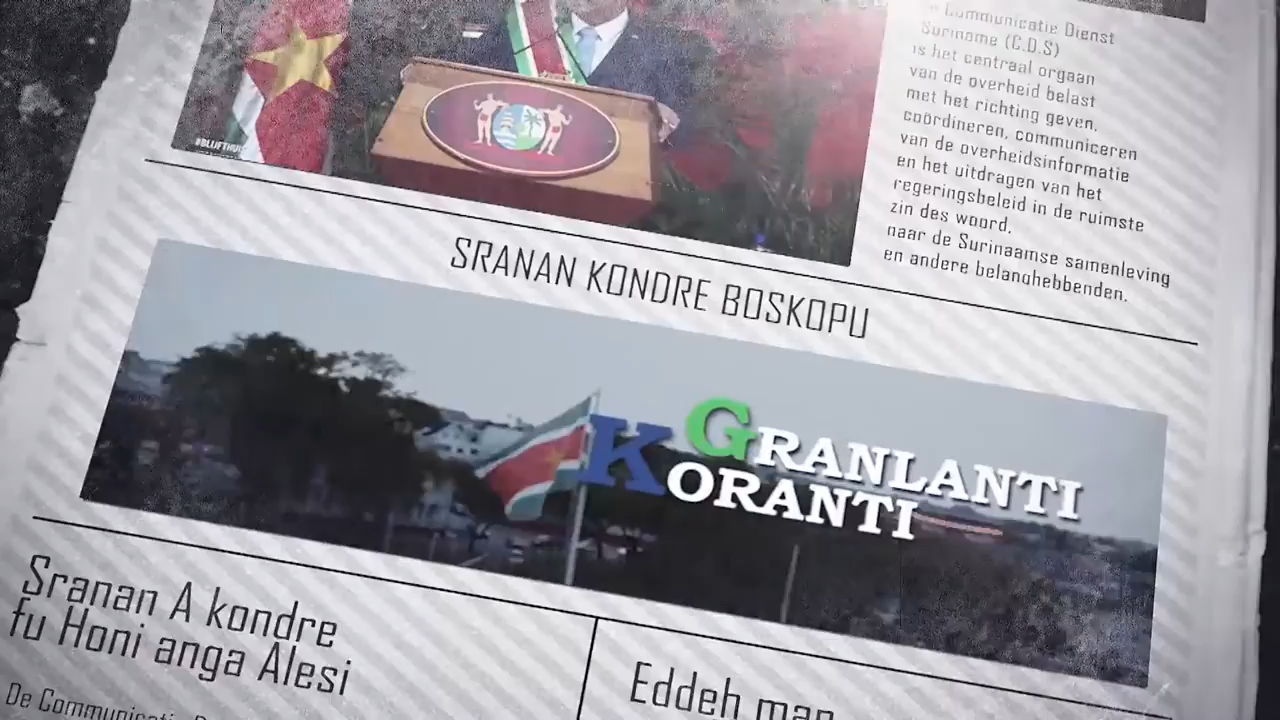 Communicatie Dienst
Suriname (C.D.S)
is het centraal orgaan
van de overheid belast
met het richting geven,
coördineren, communiceren
van de overheidsinformatie
en het uitdragen van het
regeringsbeleid in de ruimste
zin des woord.
naar de Surinaamse samenleving
en andere belanghebbenden.
SRANAN KONDRE BOSKOPU
GRANLANTI
KORANTI
Sranan A kondre
fu Honi anga Alesi
De
Eddeh man